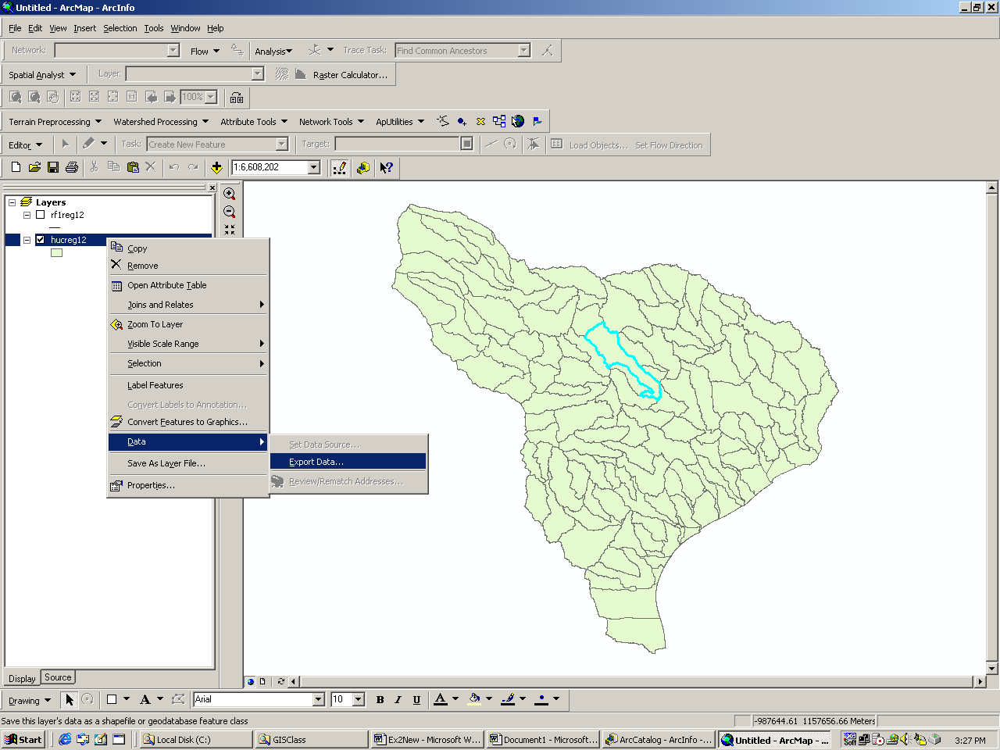 Untitled - ArcMap - ArcInfo
File Edit View Insert Selection Tools Window Help
Network: Flow Analysis Trace Task: Find Common Ancestors
Spatial Analyst Layer: Raster Calculator...
100%
Terrain Preprocessing Watershed Processing Attribute Tools Network Tools ApUtilities
Editor Task: Create New Feature Target: Load Objects... Set Flow Direction
1:6,608,202
Layers
rf1reg12
hucreg12
Copy
Remove
Open Attribute Table
Joins and Relates
Zoom To Layer
Visible Scale Range
Selection
Label Features
Convert Labels to Annotation...
Convert Features to Graphics...
Data
Set Data Source...
Export Data...
Review/Rematch Addresses...
Save As Layer File...
Properties...
Display Source
Drawing A Arial 10 B I U A
Save this layer's data as a shapefile or geodatabase feature class
-987644.61 1157656.66 Meters
Start Local Disk (C:) GISClass Ex2New - Microsoft W... Document1 - Microsoft... ArcCatalog - ArcInfo -... Untitled - ArcMap - ... 3:27 PM